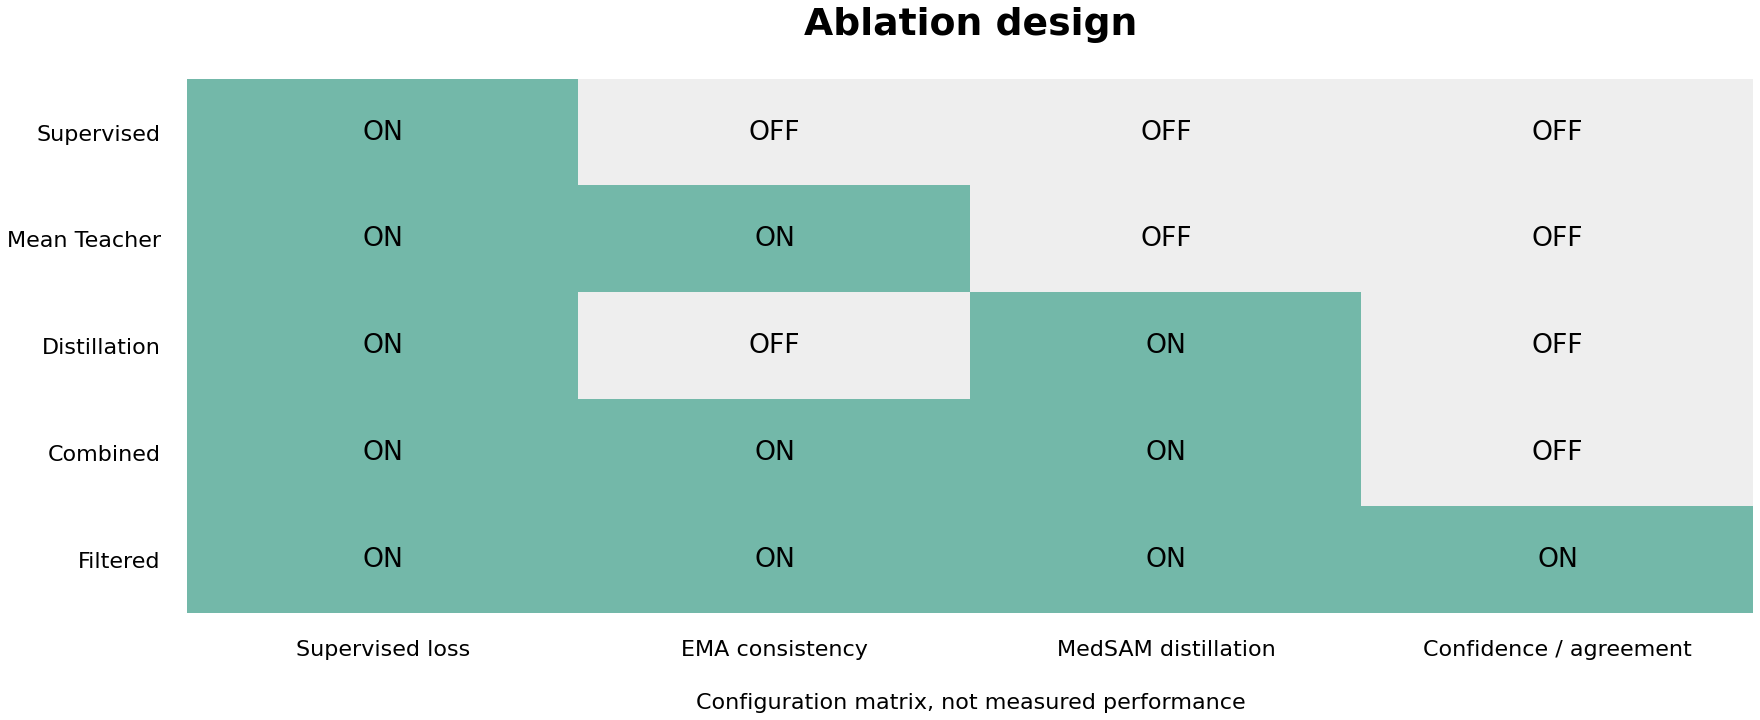 Ablation design
Supervised ON OFF OFF OFF
Mean Teacher ON ON OFF OFF
Distillation ON OFF ON OFF
Combined ON ON ON OFF
Filtered ON ON ON ON
Supervised loss EMA consistency MedSAM distillation Confidence / agreement
Configuration matrix, not measured performance